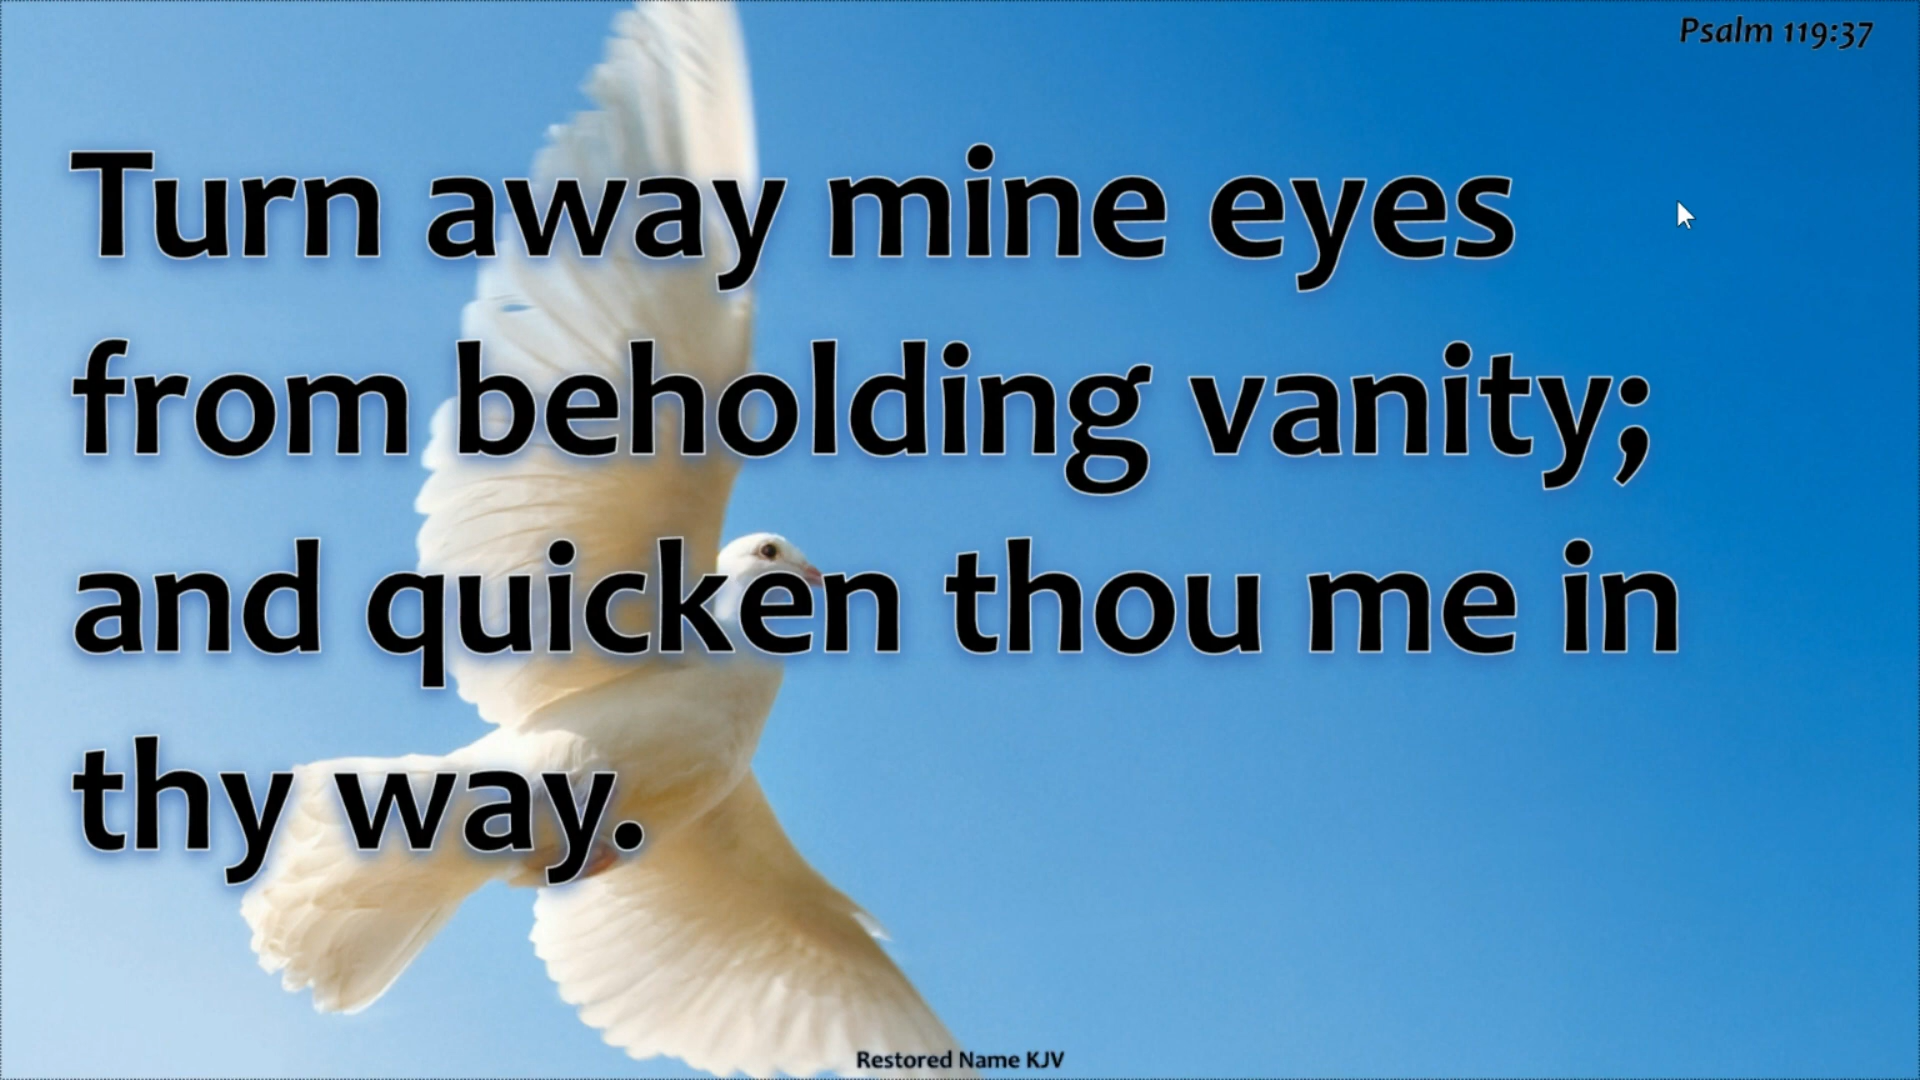 Psalm 119:37
Turn away mine eyes
from beholding vanity;
and quicken thou me in
thy way.
Restored Name KJV